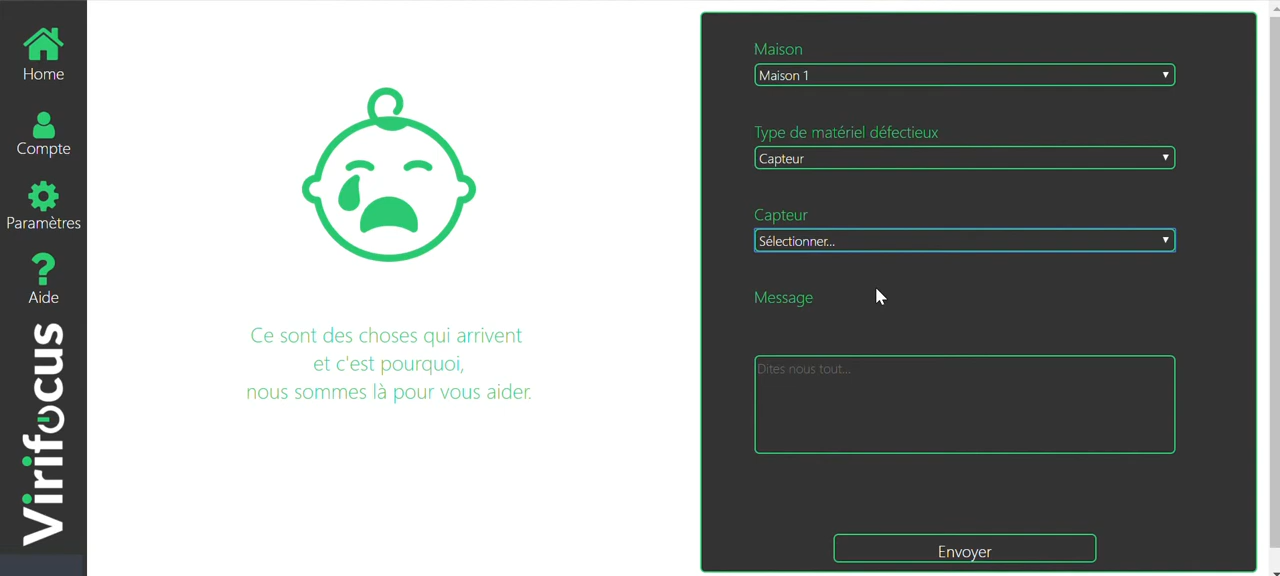 Home
Compte
Paramètres
Aide
Virifocus
Ce sont des choses qui arrivent
et c'est pourquoi,
nous sommes là pour vous aider.
Maison
Maison 1
Type de matériel défectieux
Capteur
Capteur
Sélectionner...
Message
Dites nous tout...
Envoyer